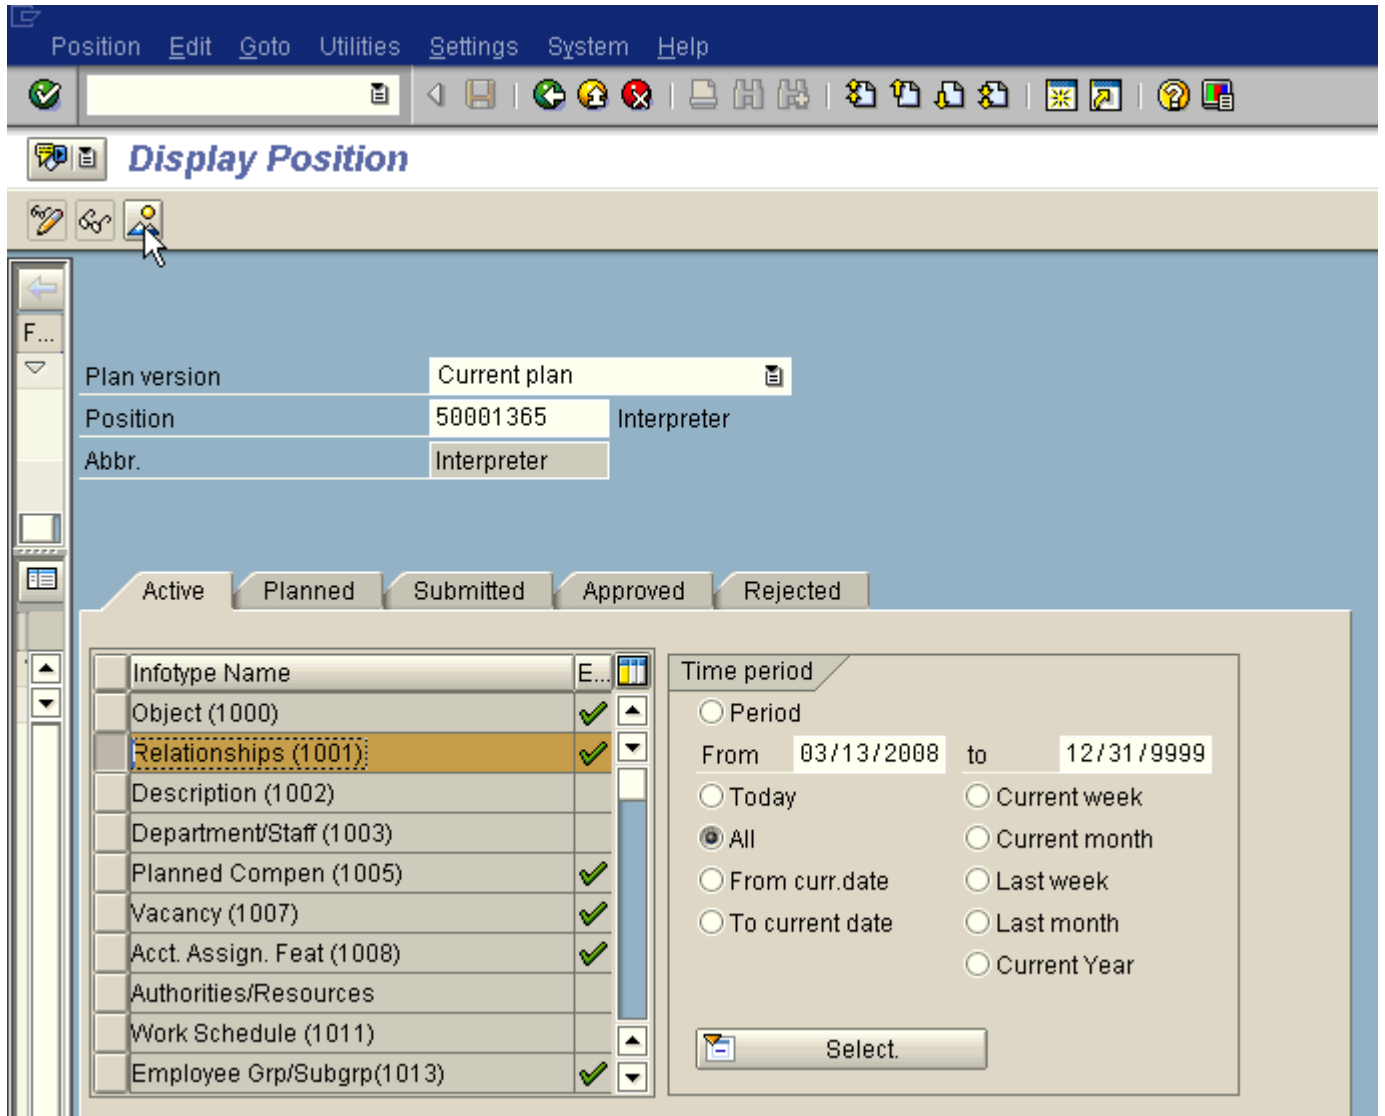 Position Edit Goto Utilities Settings System Help
Display Position
F...
Plan version Current plan
Position 50001365 Interpreter
Abbr. Interpreter
Active Planned Submitted Approved Rejected
Infotype Name E...
Object (1000)
Relationships (1001)
Description (1002)
Department/Staff (1003)
Planned Compen (1005)
Vacancy (1007)
Acct. Assign. Feat (1008)
Authorities/Resources
Work Schedule (1011)
Employee Grp/Subgrp(1013)
Time period
Period
From 03/13/2008 to 12/31/9999
Today Current week
All Current month
From curr.date Last week
To current date Last month
Current Year
Select.